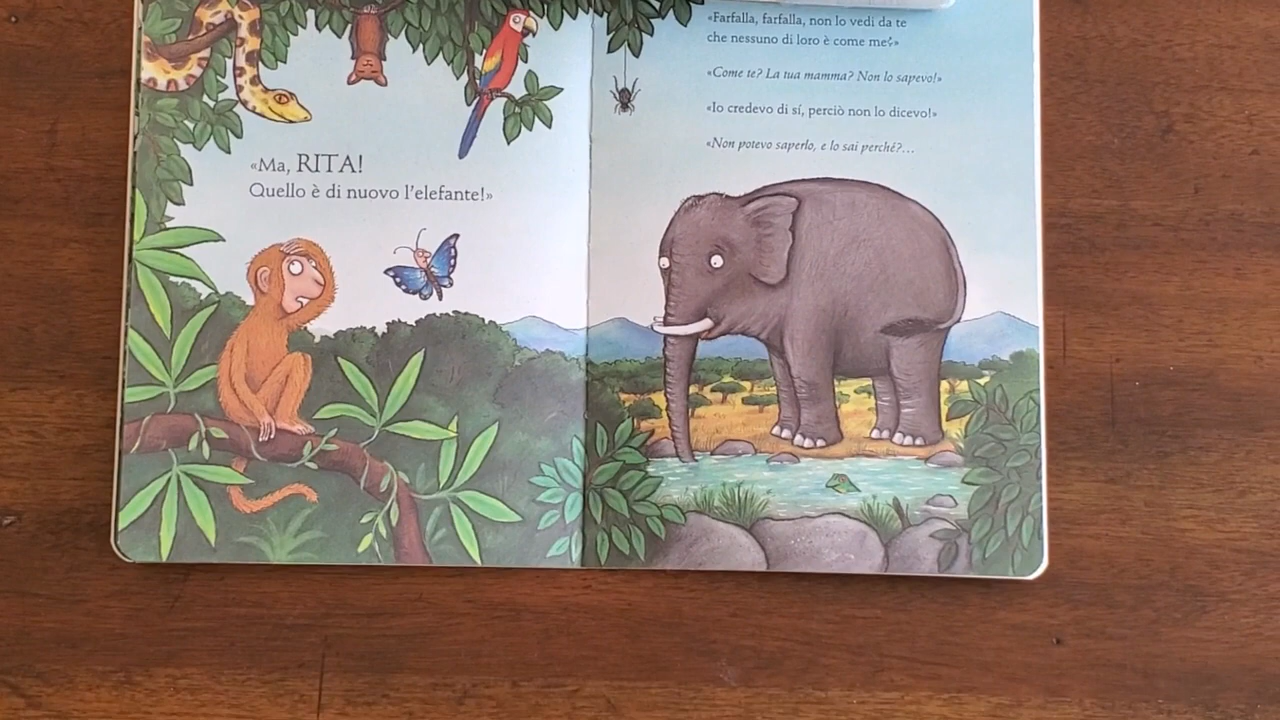 «Ma, RITA!
Quello è di nuovo l'elefante!»
«Farfalla, farfalla, non lo vedi da te
che nessuno di loro è come me?»
«Come te? La tua mamma? Non lo sapevo!»
«Io credevo di sí, perciò non lo dicevo!»
«Non potevo saperlo, e lo sai perché?...